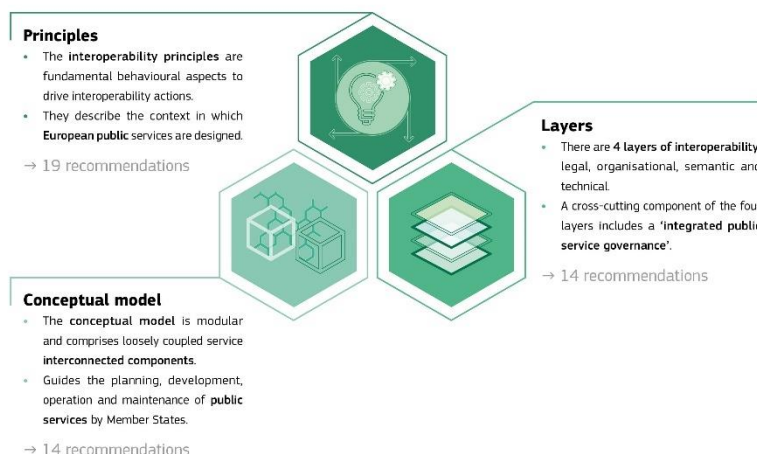 Principles
• The interoperability principles are
fundamental behavioural aspects to
drive interoperability actions.
• They describe the context in which
European public services are designed.
→ 19 recommendations
Layers
• There are 4 layers of interoperability
legal, organisational, semantic and
technical.
• A cross-cutting component of the fou
layers includes a ‘integrated public
service governance’.
→ 14 recommendations
Conceptual model
• The conceptual model is modular
and comprises loosely coupled service
interconnected components.
• Guides the planning, development,
operation and maintenance of public
services by Member States.
→ 14 recommendations